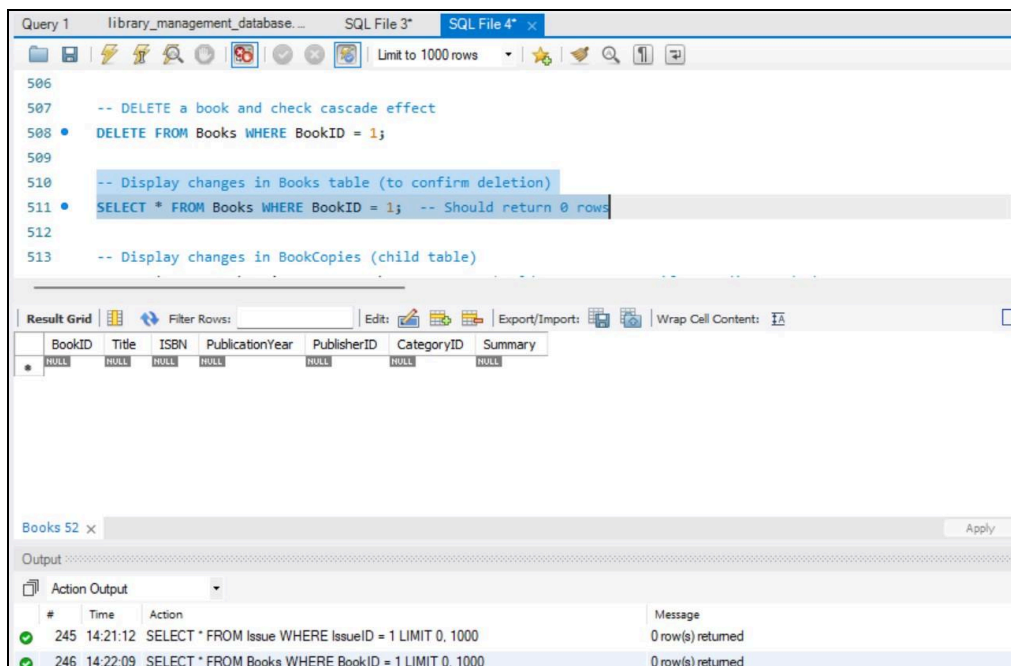 Query 1 library_management_database.... SQL File 3* SQL File 4* ×
Limit to 1000 rows
506
507 -- DELETE a book and check cascade effect
508 DELETE FROM Books WHERE BookID = 1;
509
510 -- Display changes in Books table (to confirm deletion)
511 SELECT * FROM Books WHERE BookID = 1; -- Should return 0 rows
512
513 -- Display changes in BookCopies (child table)
Result Grid Filter Rows: Edit: Export/Import: Wrap Cell Content: IA
BookID Title ISBN PublicationYear PublisherID CategoryID Summary
* NULL NULL NULL NULL NULL NULL NULL
Books 52 × Apply
Output
Action Output
# Time Action Message
245 14:21:12 SELECT * FROM Issue WHERE IssueID = 1 LIMIT 0, 1000 0 row(s) returned
246 14:22:09 SELECT * FROM Books WHERE BookID = 1 LIMIT 0, 1000 0 row(s) returned